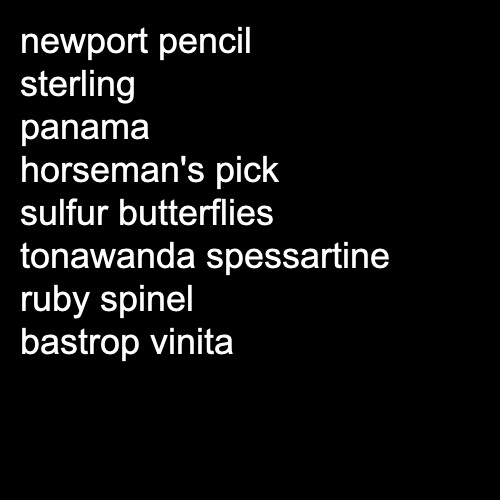 newport pencil
sterling
panama
horseman's pick
sulfur butterflies
tonawanda spessartine
ruby spinel
bastrop vinita